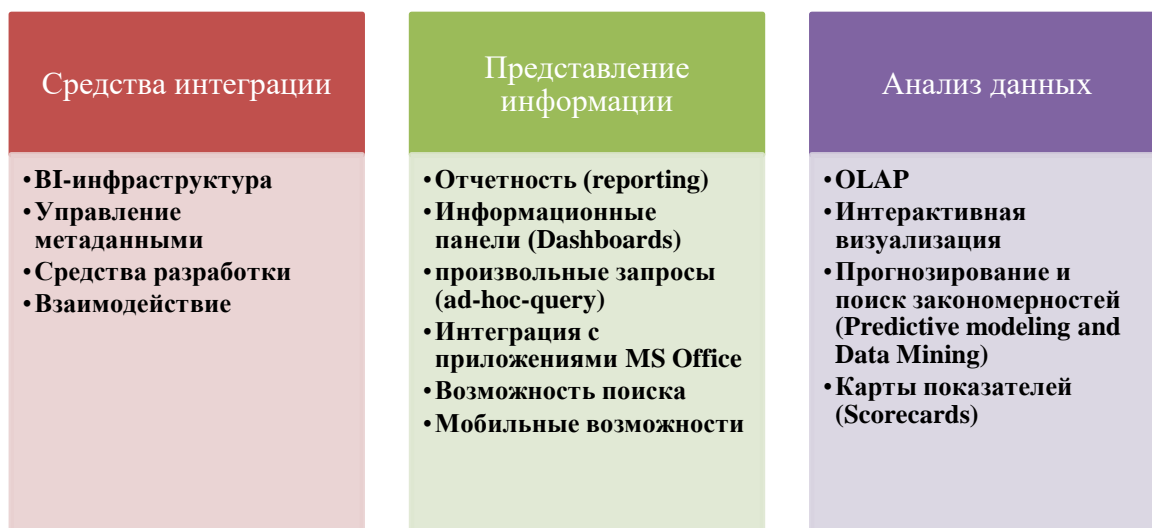 Средства интеграции
•BI-инфраструктура
•Управление
метаданными
•Средства разработки
•Взаимодействие
Представление
информации
•Отчетность (reporting)
•Информационные
панели (Dashboards)
•произвольные запросы
(ad-hoc-query)
•Интеграция с
приложениями MS Office
•Возможность поиска
•Мобильные возможности
Анализ данных
•OLAP
•Интерактивная
визуализация
•Прогнозирование и
поиск закономерностей
(Predictive modeling and
Data Mining)
•Карты показателей
(Scorecards)